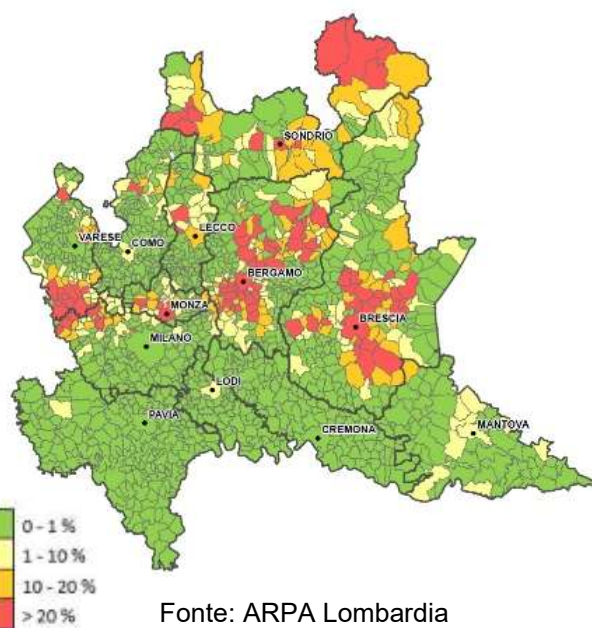 SONDRIO
LECCO
VARESE
COMO
BERGAMO
MONZA
BRESCIA
MILANO
LODI
PAVIA
CREMONA
MANTOVA
0 - 1 %
1 - 10 %
10 - 20 %
> 20 %
Fonte: ARPA Lombardia